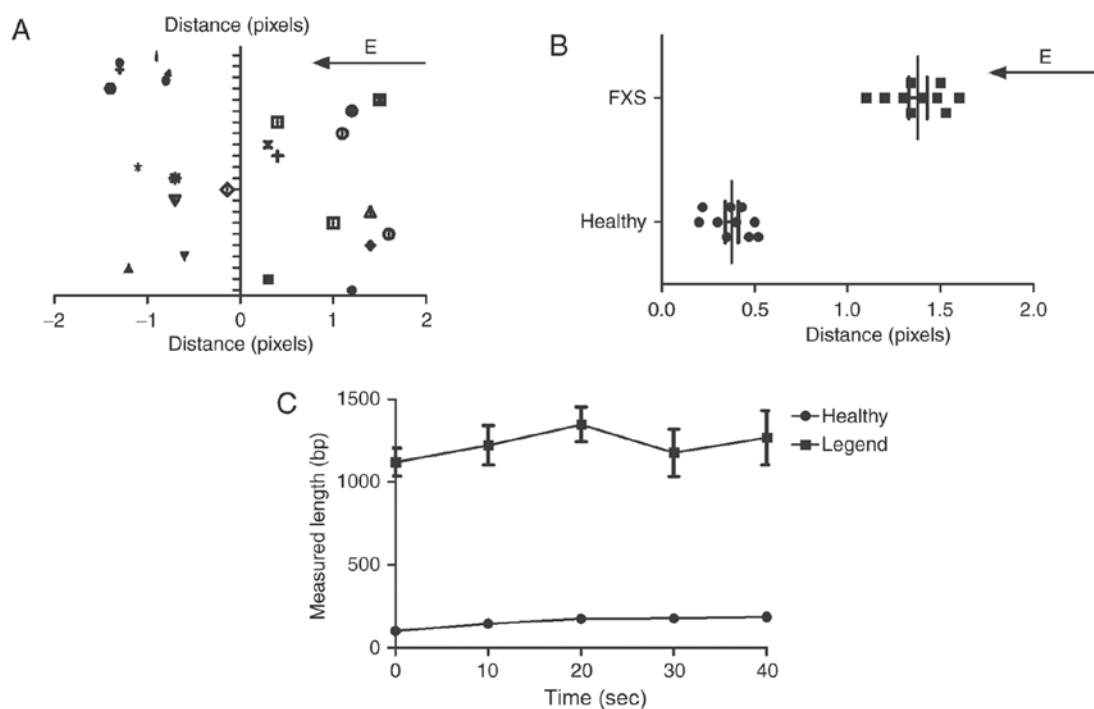 A
Distance (pixels)
E
−2 −1 0 1 2
Distance (pixels)
B
E
FXS
Healthy
0.0 0.5 1.0 1.5 2.0
Distance (pixels)
C
Measured length (bp)
1500
1000
500
0
0 10 20 30 40
Time (sec)
Healthy
Legend